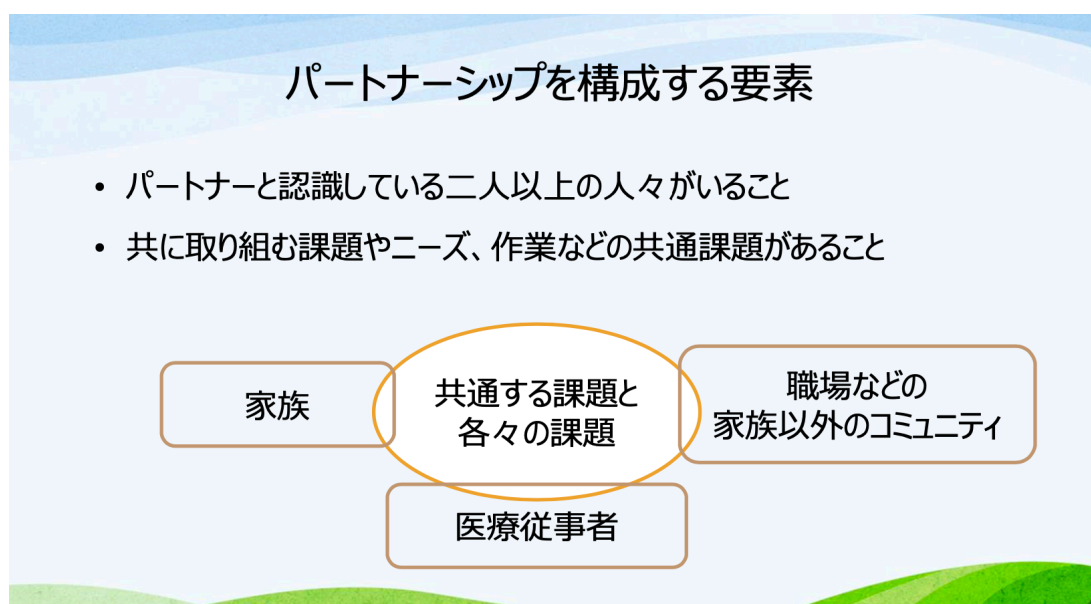 パートナーシップを構成する要素
• パートナーと認識している二人以上の人々がいること
• 共に取り組む課題やニーズ、作業などの共通課題があること
家族
共通する課題と
各々の課題
職場などの
家族以外のコミュニティ
医療従事者